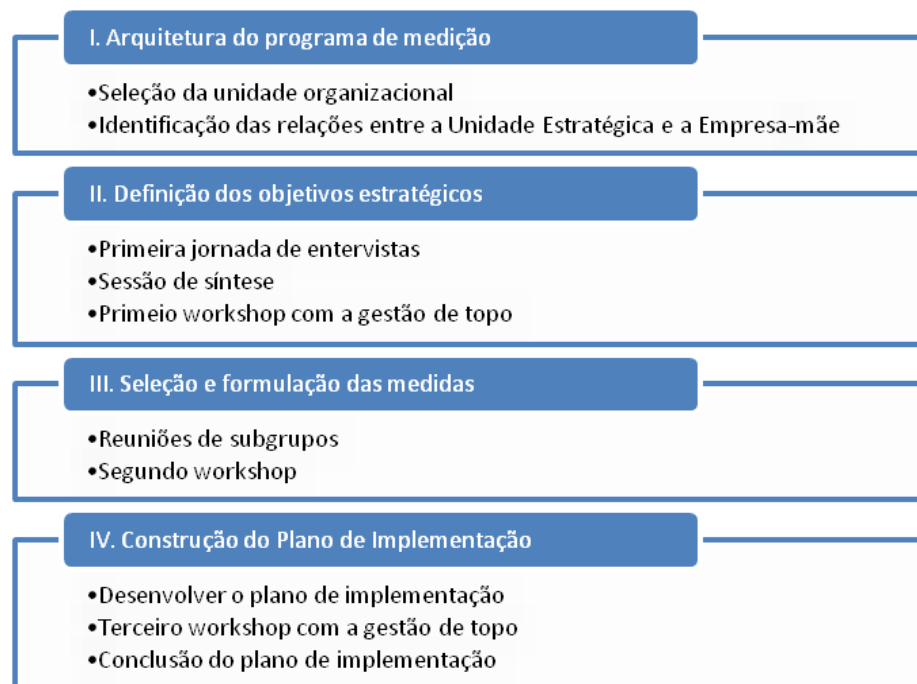 I. Arquitetura do programa de medição
•Seleção da unidade organizacional
•Identificação das relações entre a Unidade Estratégica e a Empresa-mãe
II. Definição dos objetivos estratégicos
•Primeira jornada de entervistas
•Sessão de síntese
•Primeio workshop com a gestão de topo
III. Seleção e formulação das medidas
•Reuniões de subgrupos
•Segundo workshop
IV. Construção do Plano de Implementação
•Desenvolver o plano de implementação
•Terceiro workshop com a gestão de topo
•Conclusão do plano de implementação